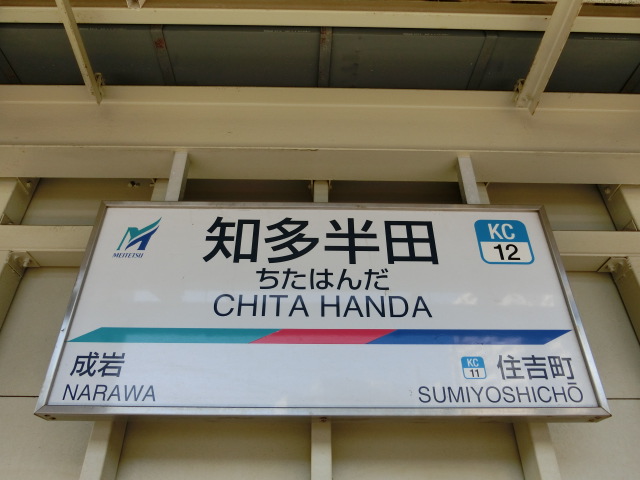 MEITETSU
知多半田
ちたはんだ
CHITA HANDA
KC
12
成岩
NARAWA
KC
11
住吉町
SUMIYOSHICHŌ